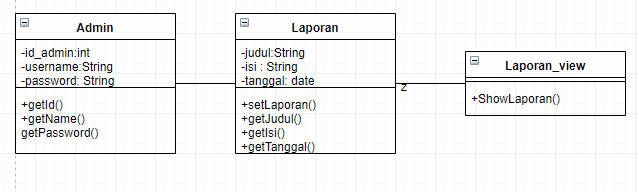 Admin
-id_admin:int
-username:String
-password: String
+getId()
+getName()
getPassword()
Laporan
-judul:String
-isi : String
-tanggal: date
+setLaporan()
+getJudul()
+getIsi()
+getTanggal()
z
Laporan_view
+ShowLaporan()